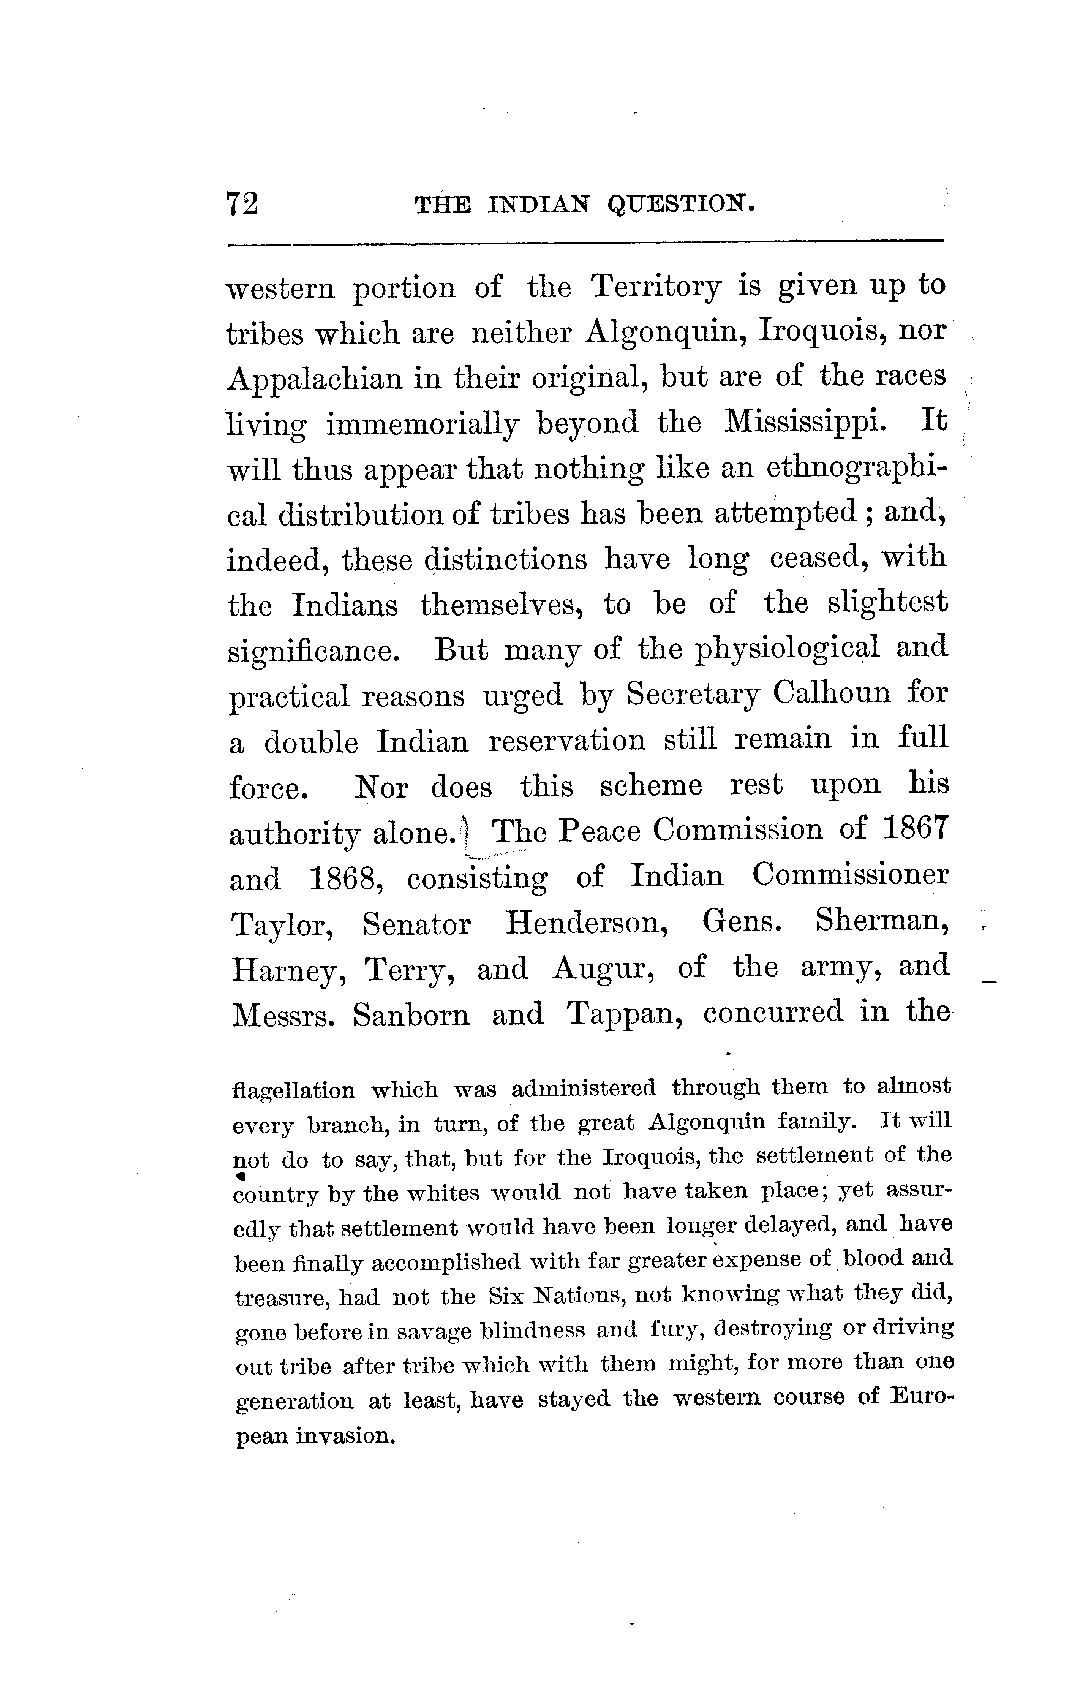 72 THE INDIAN QUESTION.
western portion of the Territory is given up to
tribes which are neither Algonquin, Iroquois, nor
Appalachian in their original, but are of the races
living immemorially beyond the Mississippi. It
will thus appear that nothing like an ethnographi-
cal distribution of tribes has been attempted ; and,
indeed, these distinctions have long ceased, with
the Indians themselves, to be of the slightest
significance. But many of the physiological and
practical reasons urged by Secretary Calhoun for
a double Indian reservation still remain in full
force. Nor does this scheme rest upon his
authority alone. The Peace Commission of 1867
and 1868, consisting of Indian Commissioner
Taylor, Senator Henderson, Gens. Sherman,
Harney, Terry, and Augur, of the army, and
Messrs. Sanborn and Tappan, concurred in the
flagellation which was administered through them to almost
every branch, in turn, of the great Algonquin family. It will
not do to say, that, but for the Iroquois, the settlement of the
country by the whites would not have taken place; yet assur-
edly that settlement would have been longer delayed, and have
been finally accomplished with far greater expense of blood and
treasure, had not the Six Nations, not knowing what they did,
gone before in savage blindness and fury, destroying or driving
out tribe after tribe which with them might, for more than one
generation at least, have stayed the western course of Euro-
pean invasion.